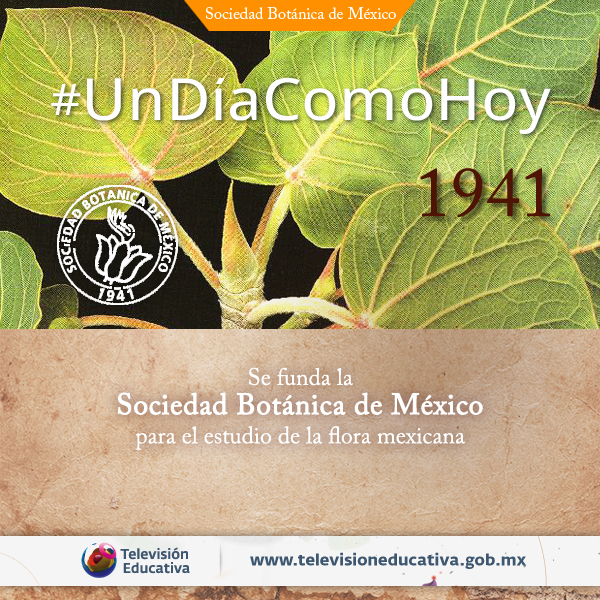 Sociedad Botánica de México
#UnDíaComoHoy
1941
SOCIEDAD BOTANICA DE MÉXICO
1941
Se funda la
Sociedad Botánica de México
para el estudio de la flora mexicana
Televisión
Educativa
www.televisioneducativa.gob.mx